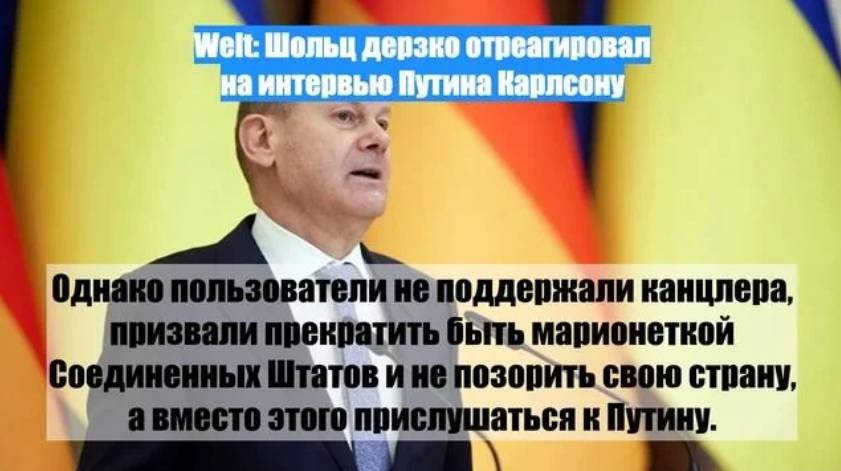 Welt: Шольц дерзко отреагировал
на интервью Путина Карлсону
Однако пользователи не поддержали канцлера,
призвали прекратить быть марионеткой
Соединенных Штатов и не позорить свою страну,
а вместо этого прислушаться к Путину.